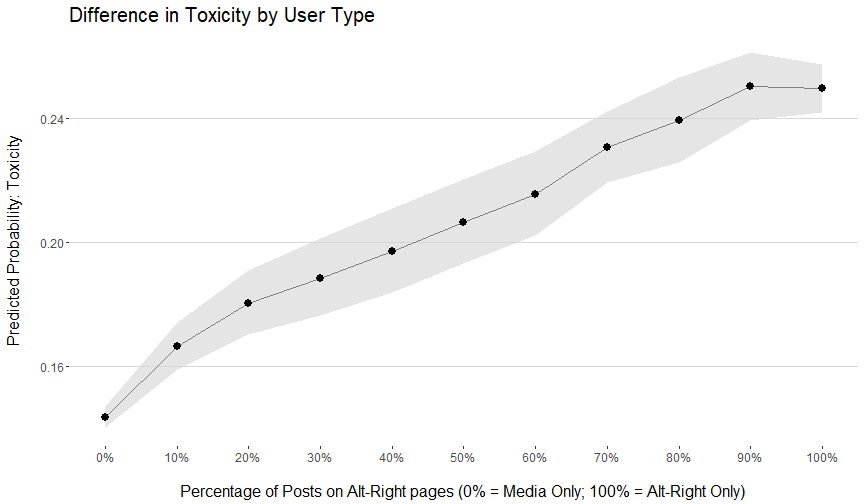 Difference in Toxicity by User Type
Predicted Probability: Toxicity
0.24
0.20
0.16
0% 10% 20% 30% 40% 50% 60% 70% 80% 90% 100%
Percentage of Posts on Alt-Right pages (0% = Media Only; 100% = Alt-Right Only)